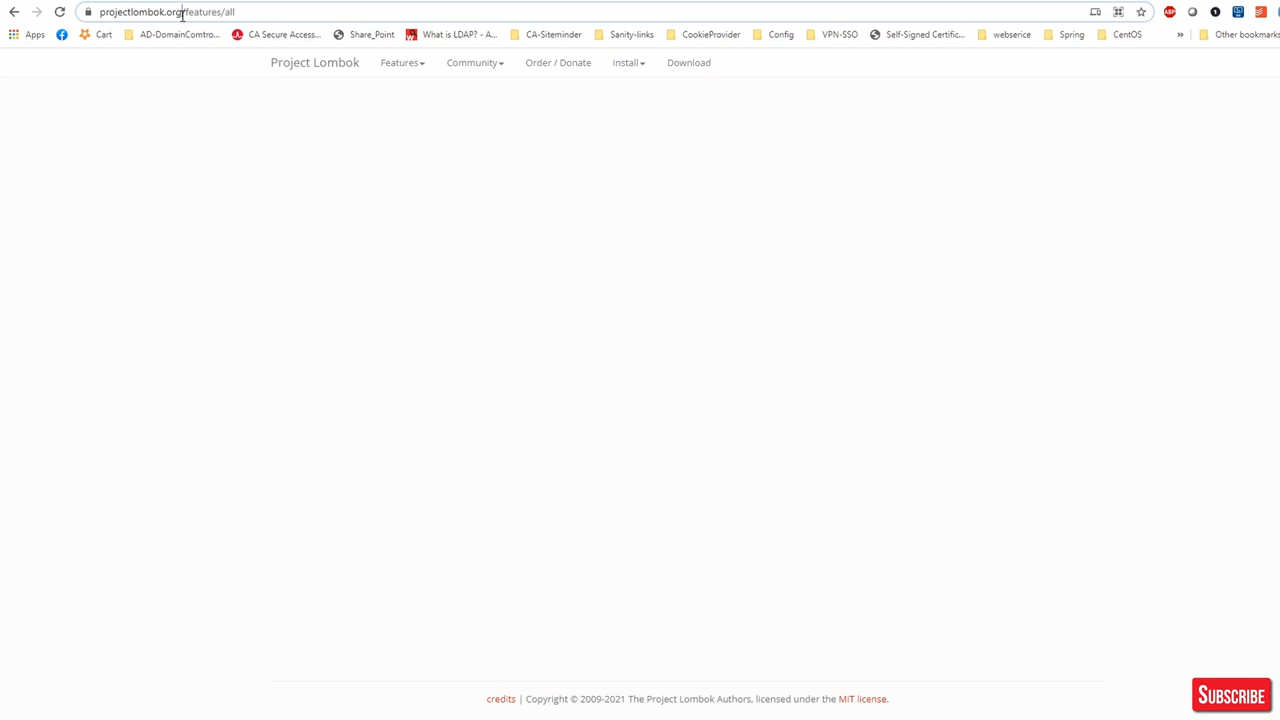 projectlombok.org/features/all
Apps Cart AD-DomainComtro... CA Secure Access... Share_Point What is LDAP? - A... CA-Siteminder Sanity-links CookieProvider Config VPN-SSO Self-Signed Certific... webserice Spring CentOS » Other bookmarks
Project Lombok Features Community Order / Donate Install Download
credits | Copyright © 2009-2021 The Project Lombok Authors, licensed under the MIT license.
SUBSCRIBE